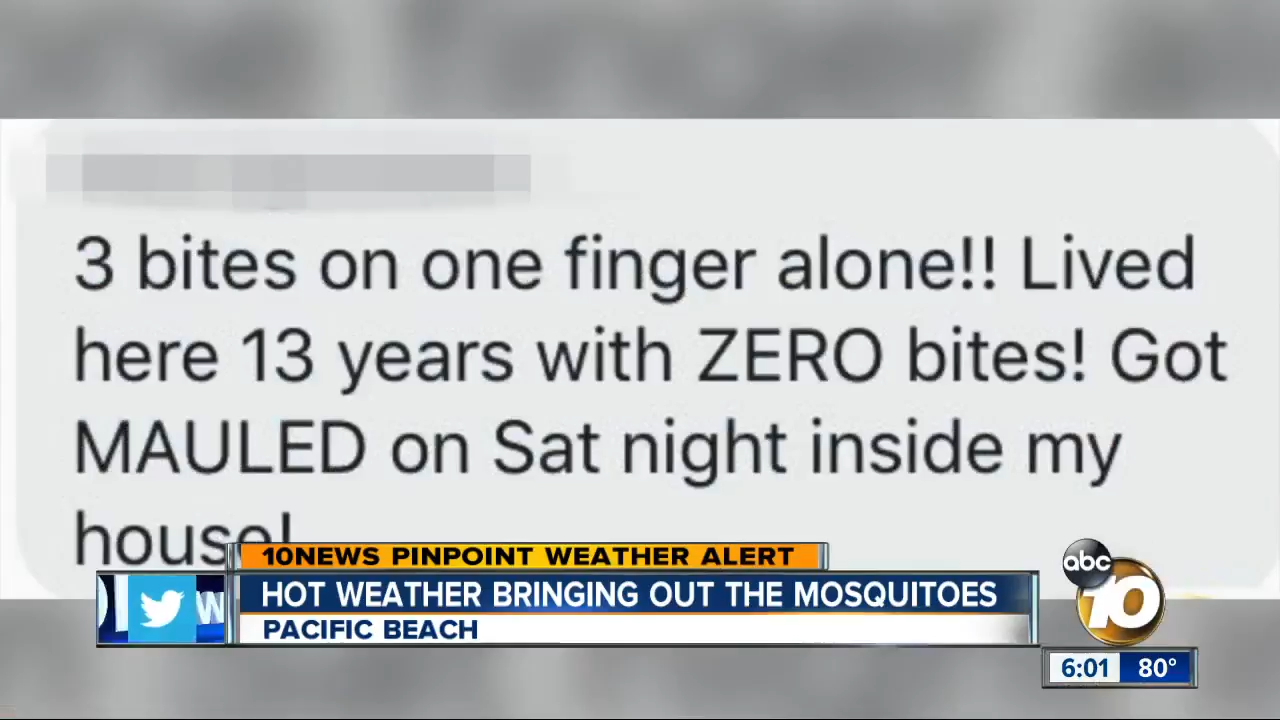 3 bites on one finger alone!! Lived
here 13 years with ZERO bites! Got
MAULED on Sat night inside my
house!
10NEWS PINPOINT WEATHER ALERT
HOT WEATHER BRINGING OUT THE MOSQUITOES
PACIFIC BEACH
abc
10
6:01 80°